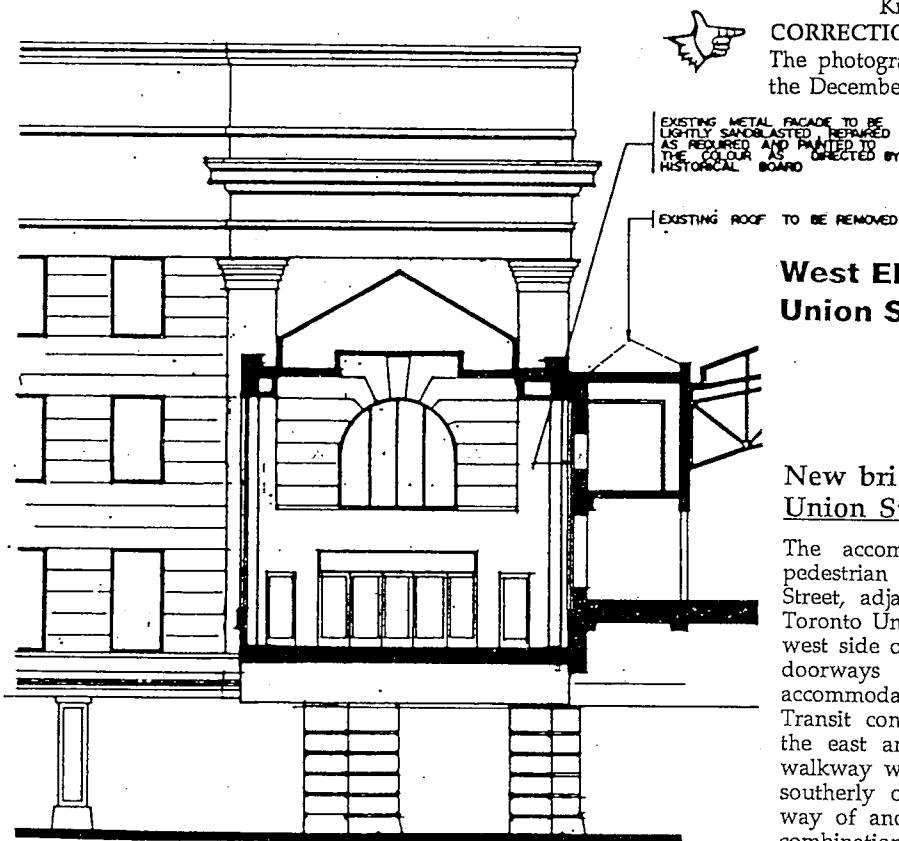 CORRECTIO
The photogra
the Decembe
EXISTING METAL FACADE TO BE
LIGHTLY SANDBLASTED REPAIRED
AS REQUIRED AND PAINTED TO
THE COLOUR AS DIRECTED BY
HISTORICAL BOARD
EXISTING ROOF TO BE REMOVED
West El
Union S
New bri
Union S
The accom
pedestrian
Street, adja
Toronto Un
west side o
doorways
accommoda
Transit con
the east an
walkway w
southerly c
way of and
combination